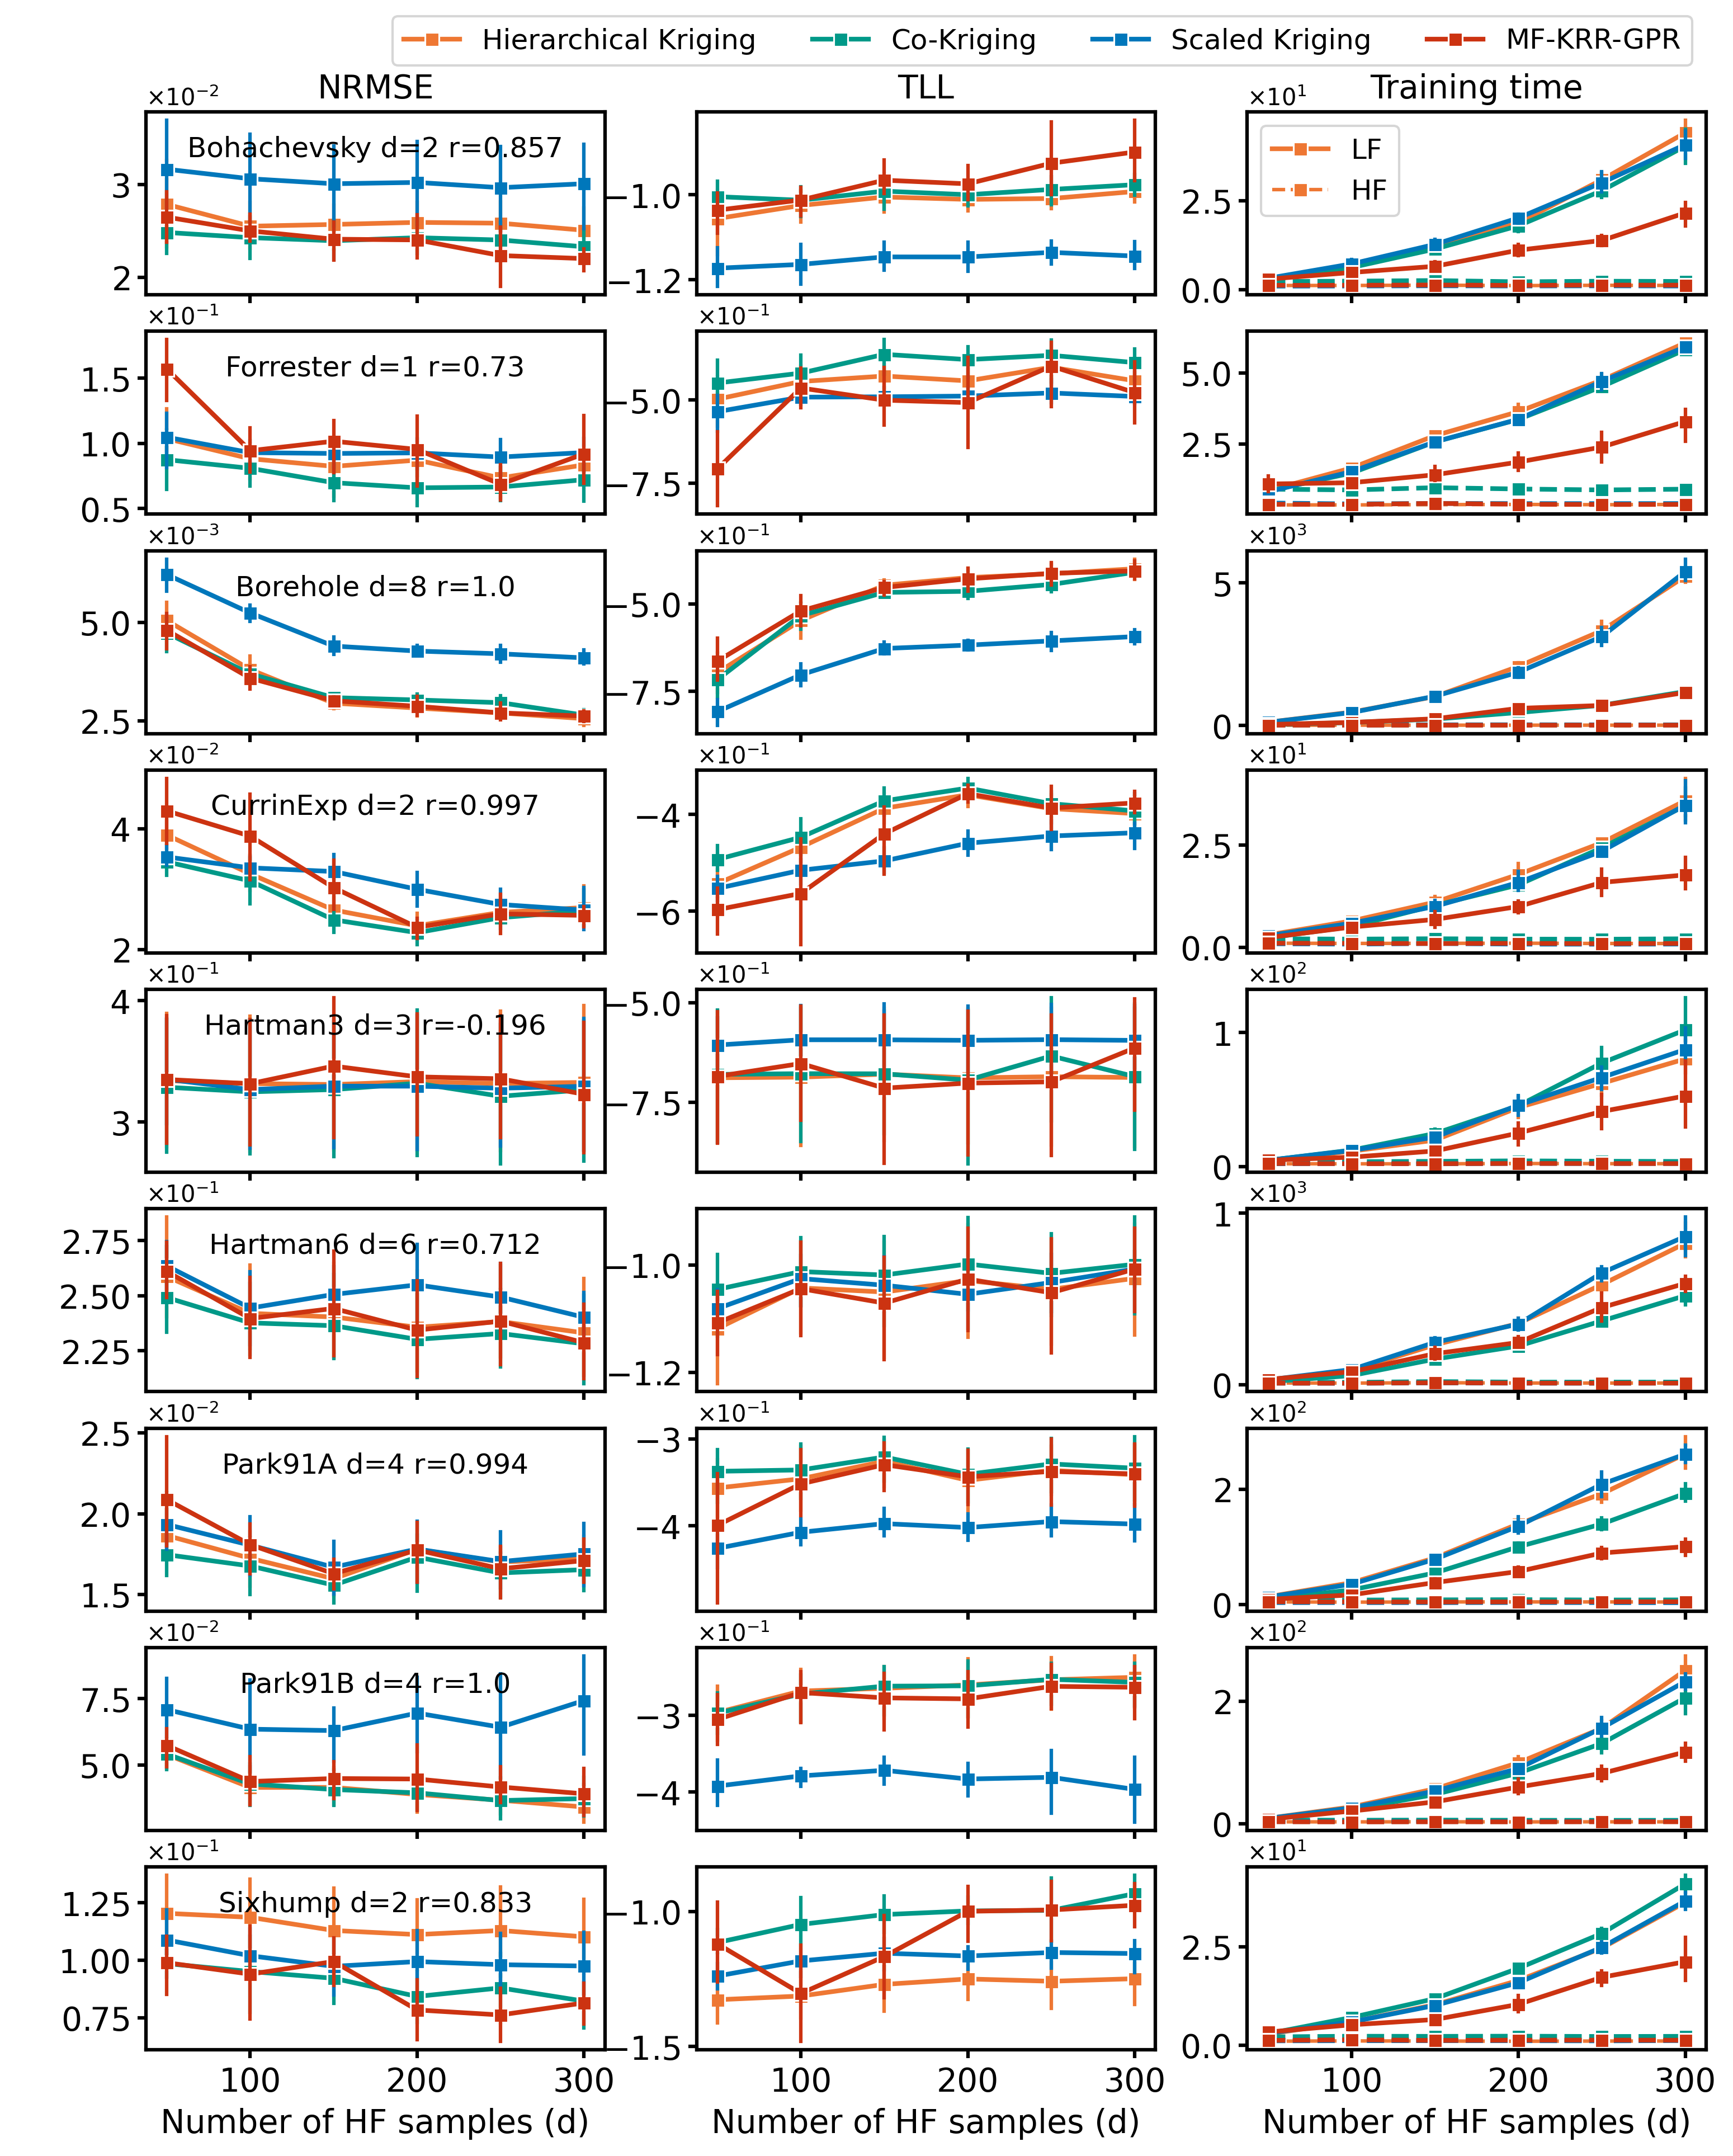 Hierarchical Kriging Co-Kriging Scaled Kriging MF-KRR-GPR
NRMSE TLL Training time
×10⁻² ×10¹
Bohachevsky d=2 r=0.857 LF
HF
3 2
−1.0 −1.2
2.5 0.0
×10⁻¹ ×10⁻¹
Forrester d=1 r=0.73
1.5 1.0 0.5
−5.0 −7.5
5.0 2.5
×10⁻³ ×10⁻¹ ×10³
Borehole d=8 r=1.0
5.0 2.5
−5.0 −7.5
5 0
×10⁻² ×10⁻¹ ×10¹
CurrinExp d=2 r=0.997
4 2
−4 −6
2.5 0.0
×10⁻¹ ×10⁻¹ ×10²
Hartman3 d=3 r=-0.196
4 3
−5.0 −7.5
1 0
×10⁻¹ ×10³
Hartman6 d=6 r=0.712
2.75 2.50 2.25
−1.0 −1.2
1 0
×10⁻² ×10⁻¹ ×10²
Park91A d=4 r=0.994
2.5 2.0 1.5
−3 −4
2 0
×10⁻² ×10⁻¹ ×10²
Park91B d=4 r=1.0
7.5 5.0
−3 −4
2 0
×10⁻¹ ×10¹
Sixhump d=2 r=0.833
1.25 1.00 0.75
−1.0 −1.5
2.5 0.0
100 200 300 100 200 300 100 200 300
Number of HF samples (d) Number of HF samples (d) Number of HF samples (d)